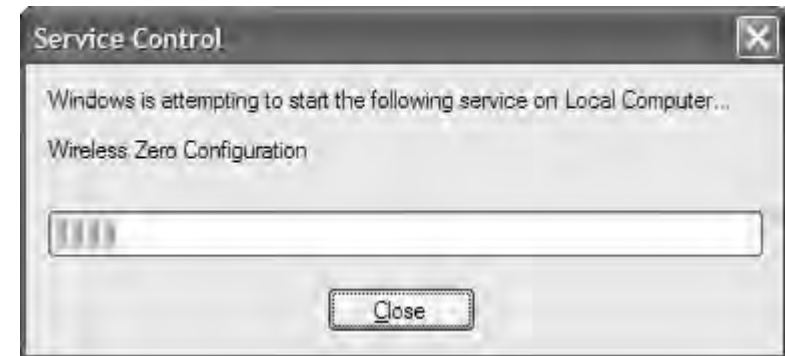 Service Control
Windows is attempting to start the following service on Local Computer...
Wireless Zero Configuration
Close